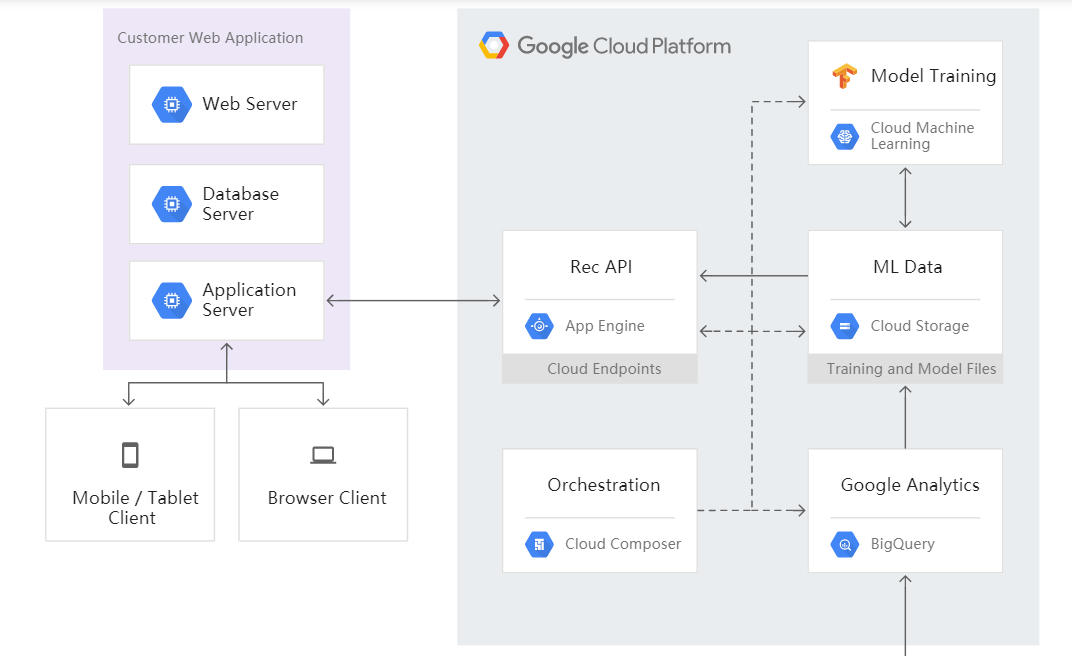 Customer Web Application
Web Server
Database
Server
Application
Server
Mobile / Tablet
Client
Browser Client
Google Cloud Platform
Model Training
Cloud Machine
Learning
Rec API
App Engine
Cloud Endpoints
ML Data
Cloud Storage
Training and Model Files
Orchestration
Cloud Composer
Google Analytics
BigQuery